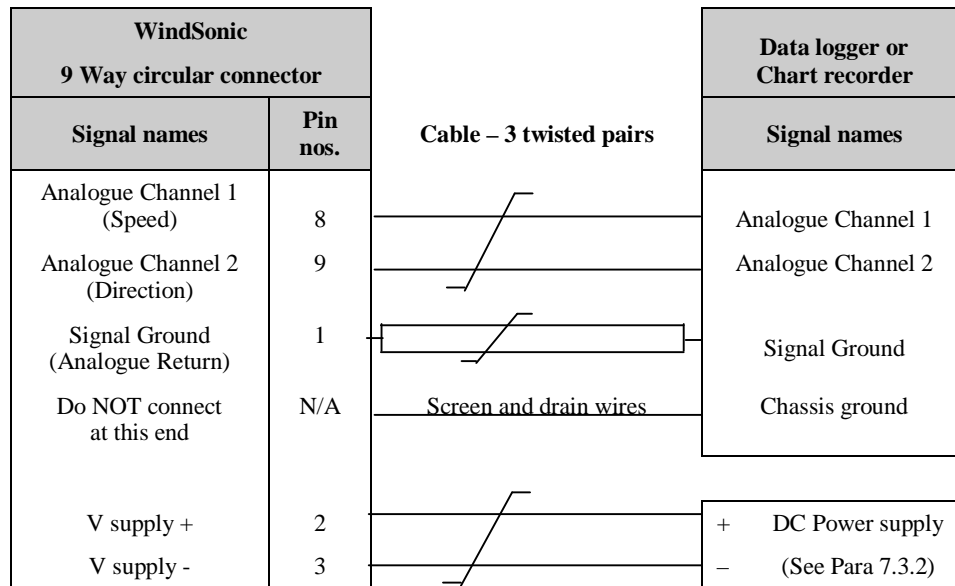 WindSonic
9 Way circular connector
Data logger or
Chart recorder
Signal names
Pin
nos.
Cable – 3 twisted pairs
Signal names
Analogue Channel 1
(Speed)
8
Analogue Channel 1
Analogue Channel 2
(Direction)
9
Analogue Channel 2
Signal Ground
(Analogue Return)
1
Signal Ground
Do NOT connect
at this end
N/A
Screen and drain wires
Chassis ground
V supply +
2
+ DC Power supply
V supply -
3
– (See Para 7.3.2)